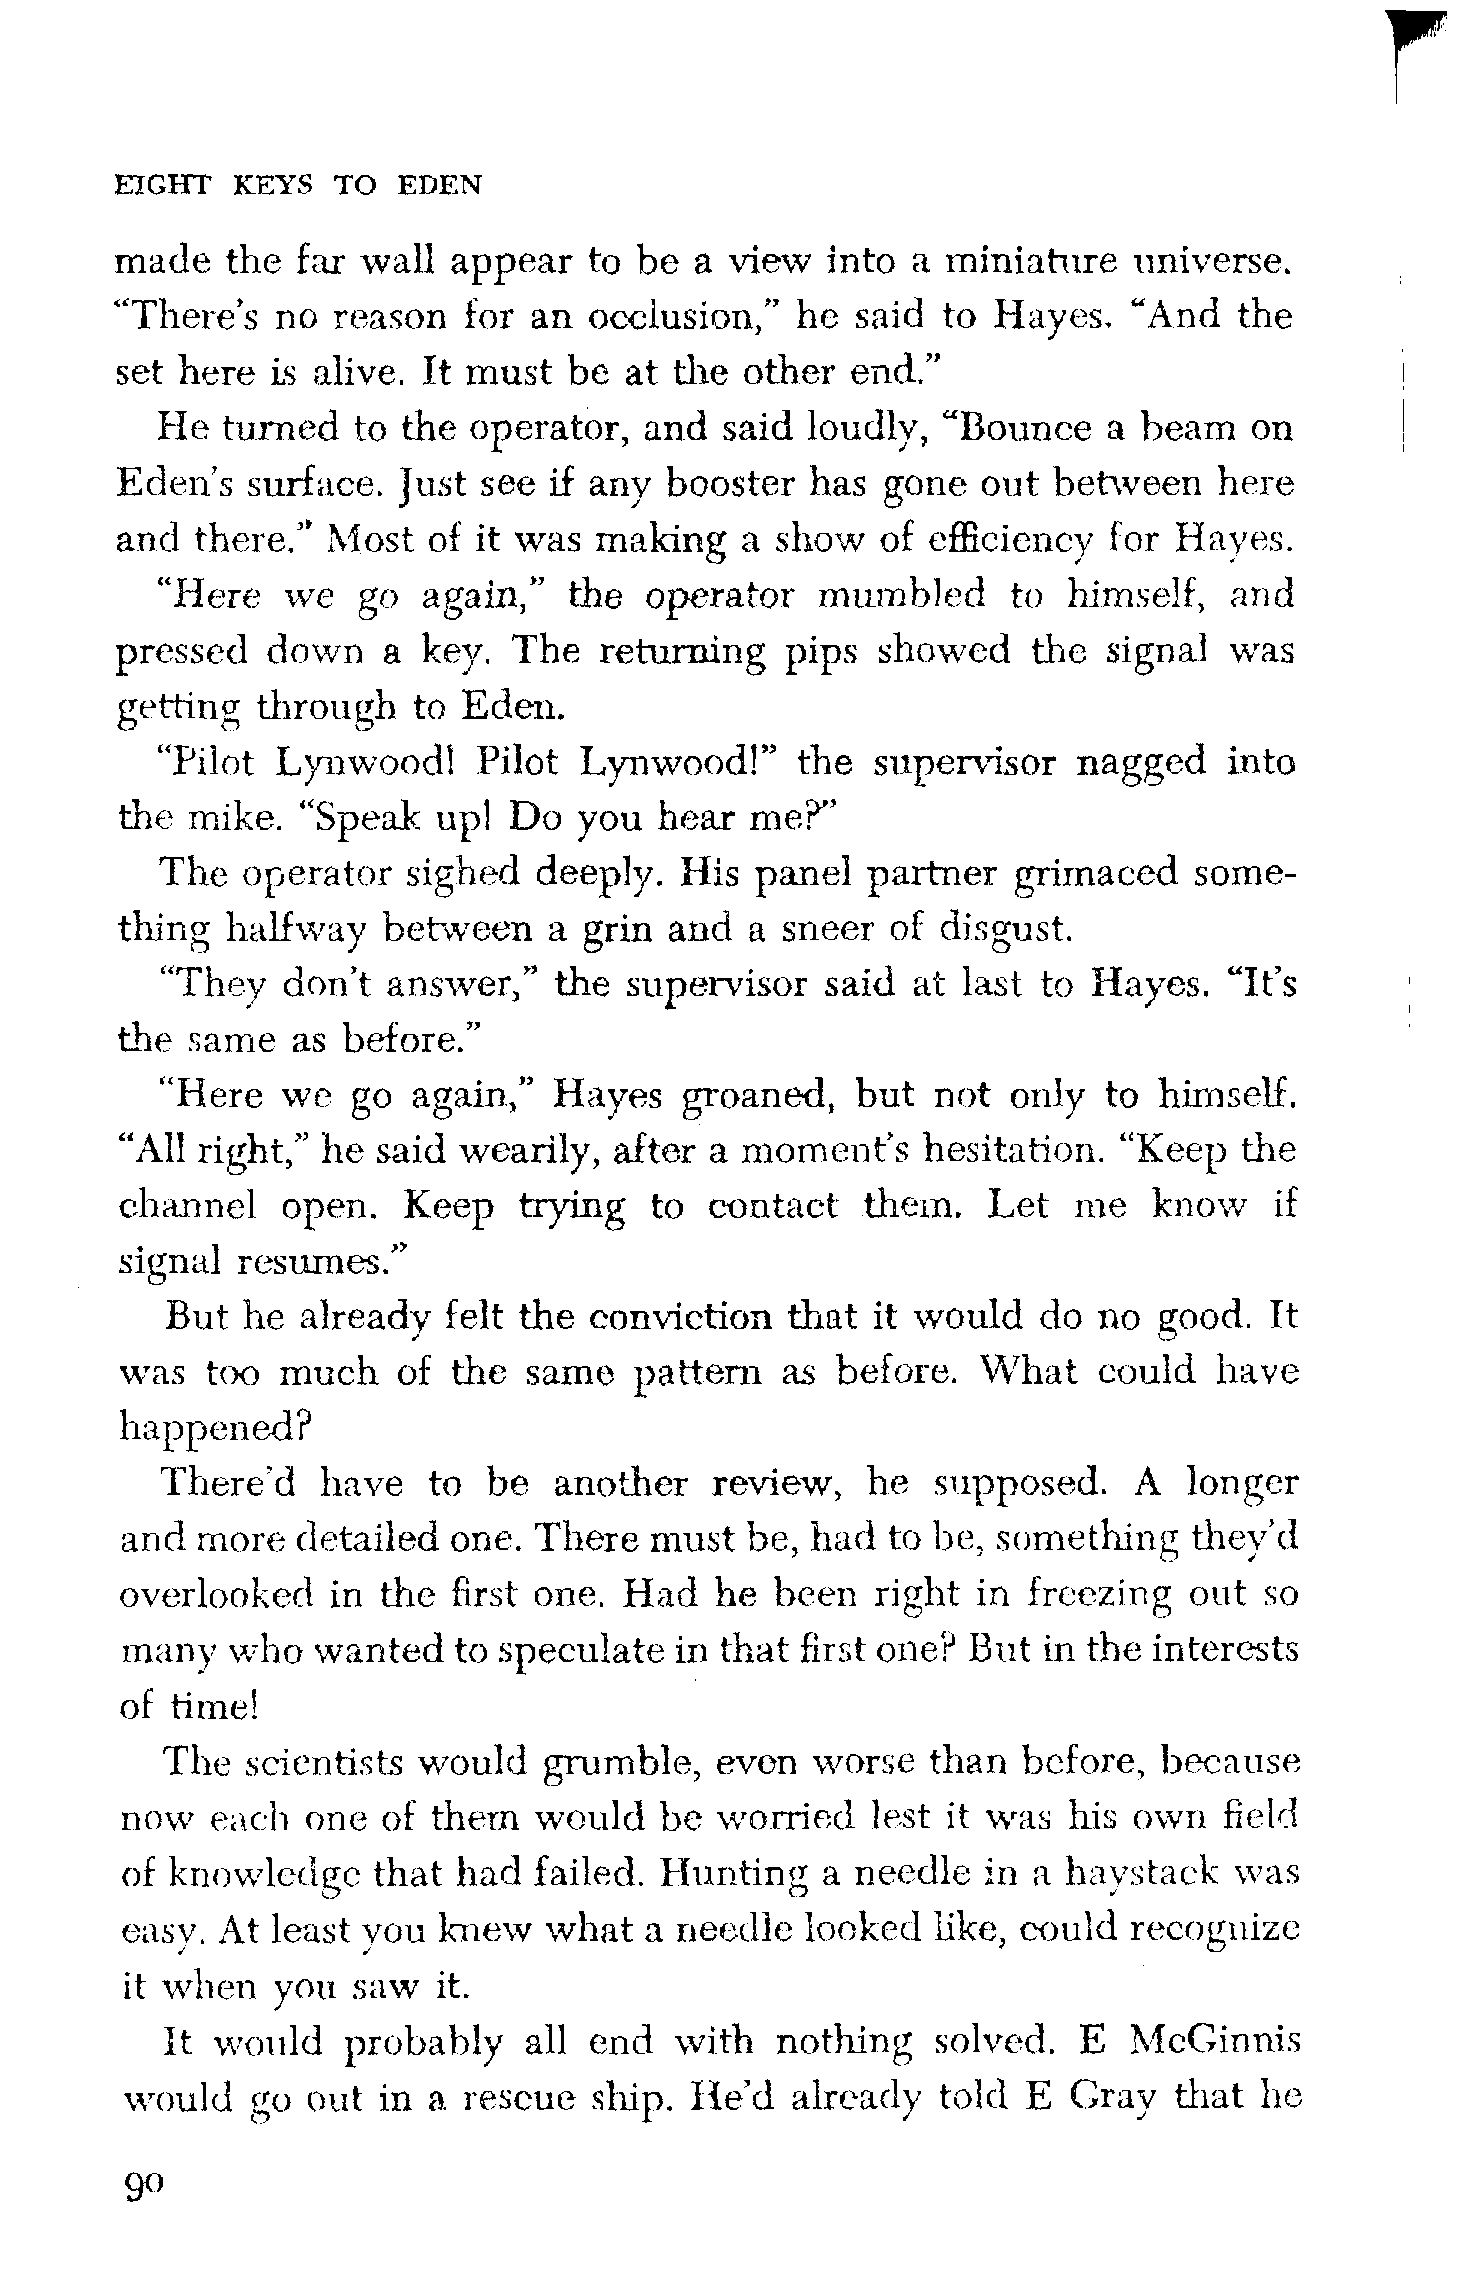 EIGHT KEYS TO EDEN
made the far wall appear to be a view into a miniature universe.
“There’s no reason for an occlusion,” he said to Hayes. “And the
set here is alive. It must be at the other end.”
He turned to the operator, and said loudly, “Bounce a beam on
Eden’s surface. Just see if any booster has gone out between here
and there.” Most of it was making a show of efficiency for Hayes.
“Here we go again,” the operator mumbled to himself, and
pressed down a key. The returning pips showed the signal was
getting through to Eden.
“Pilot Lynwood! Pilot Lynwood!” the supervisor nagged into
the mike. “Speak up! Do you hear me?”
The operator sighed deeply. His panel partner grimaced some-
thing halfway between a grin and a sneer of disgust.
“They don’t answer,” the supervisor said at last to Hayes. “It’s
the same as before.”
“Here we go again,” Hayes groaned, but not only to himself.
“All right,” he said wearily, after a moment’s hesitation. “Keep the
channel open. Keep trying to contact them. Let me know if
signal resumes.”
But he already felt the conviction that it would do no good. It
was too much of the same pattern as before. What could have
happened?
There’d have to be another review, he supposed. A longer
and more detailed one. There must be, had to be, something they’d
overlooked in the first one. Had he been right in freezing out so
many who wanted to speculate in that first one? But in the interests
of time!
The scientists would grumble, even worse than before, because
now each one of them would be worried lest it was his own field
of knowledge that had failed. Hunting a needle in a haystack was
easy. At least you knew what a needle looked like, could recognize
it when you saw it.
It would probably all end with nothing solved. E McGinnis
would go out in a rescue ship. He’d already told E Gray that he
90